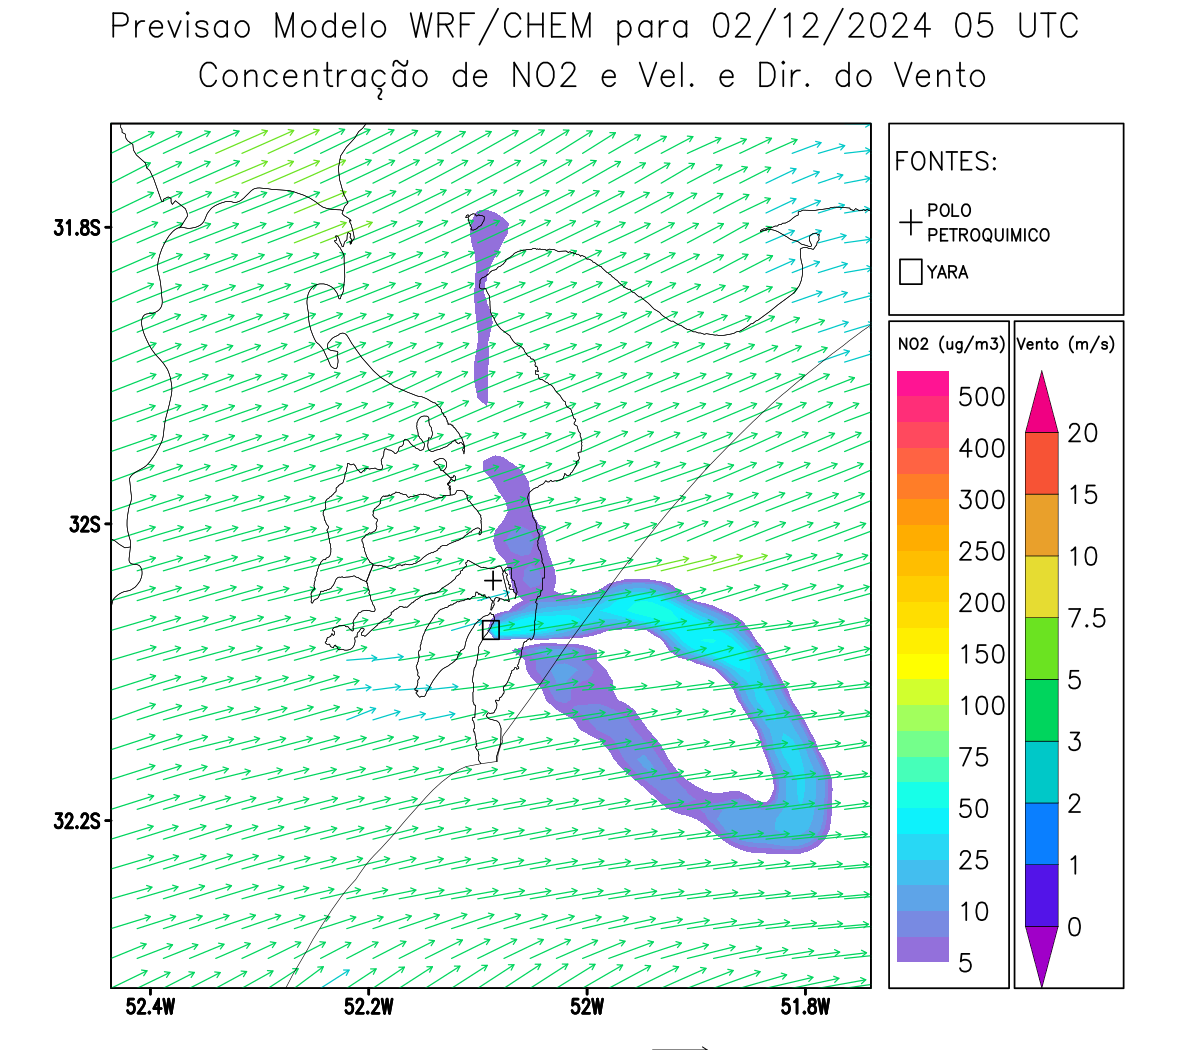 Previsao Modelo WRF/CHEM para 02/12/2024 05 UTC
Concentração de NO2 e Vel. e Dir. do Vento
FONTES:
POLO
PETROQUIMICO
YARA
31.8S
32S
32.2S
52.4W
52.2W
52W
51.8W
NO2 (ug/m3)
500
400
300
250
200
150
100
75
50
25
10
5
Vento (m/s)
20
15
10
7.5
5
3
2
1
0